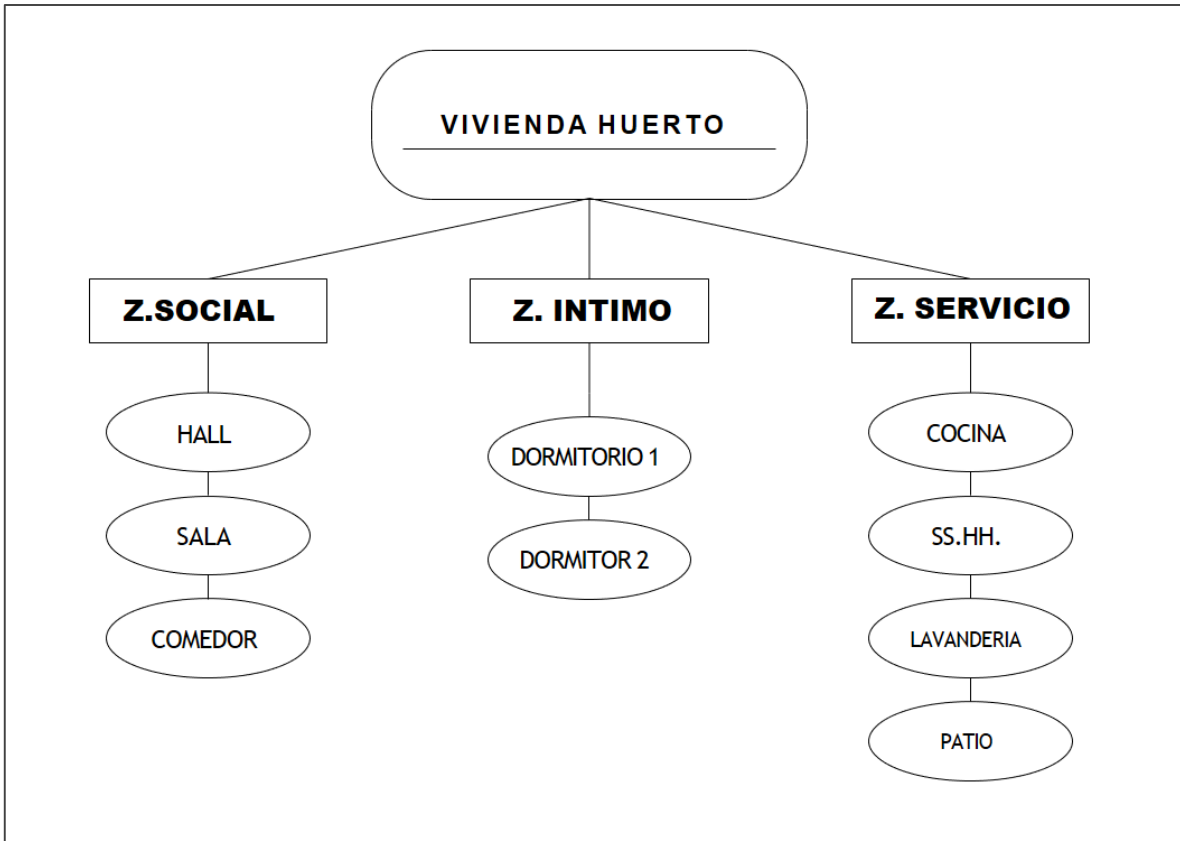 VIVIENDA HUERTO
Z.SOCIAL
HALL
SALA
COMEDOR
Z. INTIMO
DORMITORIO 1
DORMITOR 2
Z. SERVICIO
COCINA
SS.HH.
LAVANDERIA
PATIO